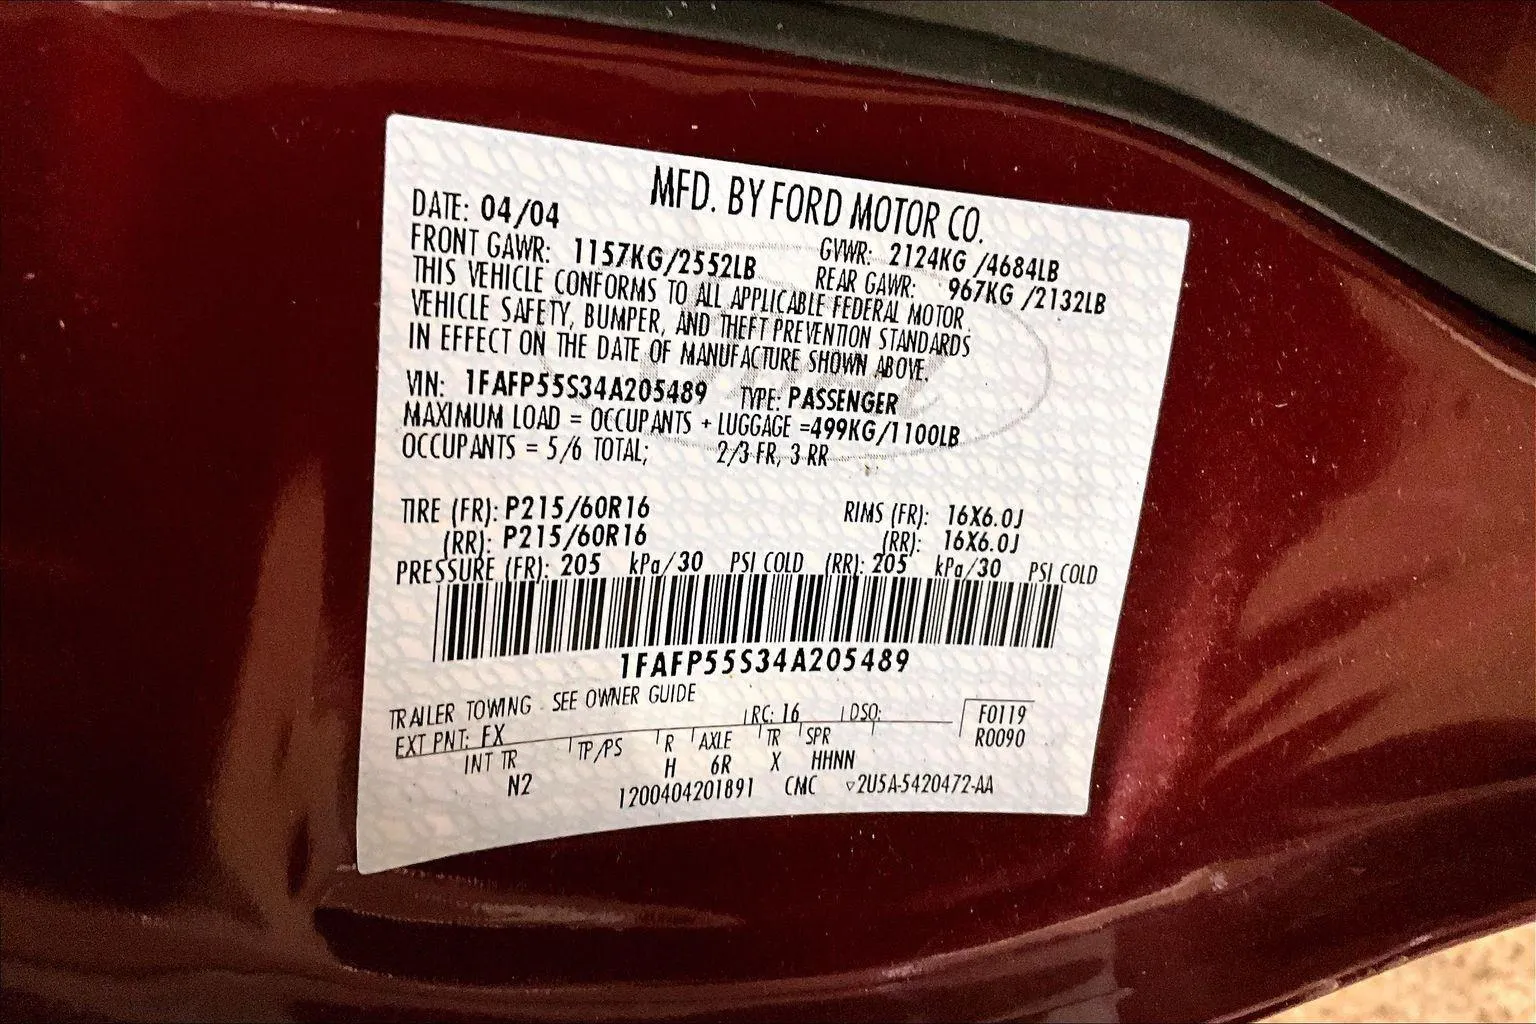 MFD. BY FORD MOTOR CO.
DATE: 04/04 GVWR: 2124KG /4684LB
FRONT GAWR: 1157KG/2552LB REAR GAWR: 967KG /2132LB
THIS VEHICLE CONFORMS TO ALL APPLICABLE FEDERAL MOTOR
VEHICLE SAFETY, BUMPER, AND THEFT PREVENTION STANDARDS
IN EFFECT ON THE DATE OF MANUFACTURE SHOWN ABOVE.
VIN: 1FAFP55S34A205489 TYPE: PASSENGER
MAXIMUM LOAD = OCCUPANTS + LUGGAGE =499KG/1100LB
OCCUPANTS = 5/6 TOTAL; 2/3 FR, 3 RR
TIRE (FR): P215/60R16 RIMS (FR): 16X6.0J
(RR): P215/60R16 (RR): 16X6.0J
PRESSURE (FR): 205 kPa/30 PSI COLD (RR): 205 kPa/30 PSI COLD
1FAFP55S34A205489
TRAILER TOWING - SEE OWNER GUIDE
EXT PNT: FX RC: 16 DSO: F0119
R0090
INT TR TP/PS R AXLE TR SPR
N2 H 6R X HHNN
1200404201891 CMC ▽2U5A-5420472-AA